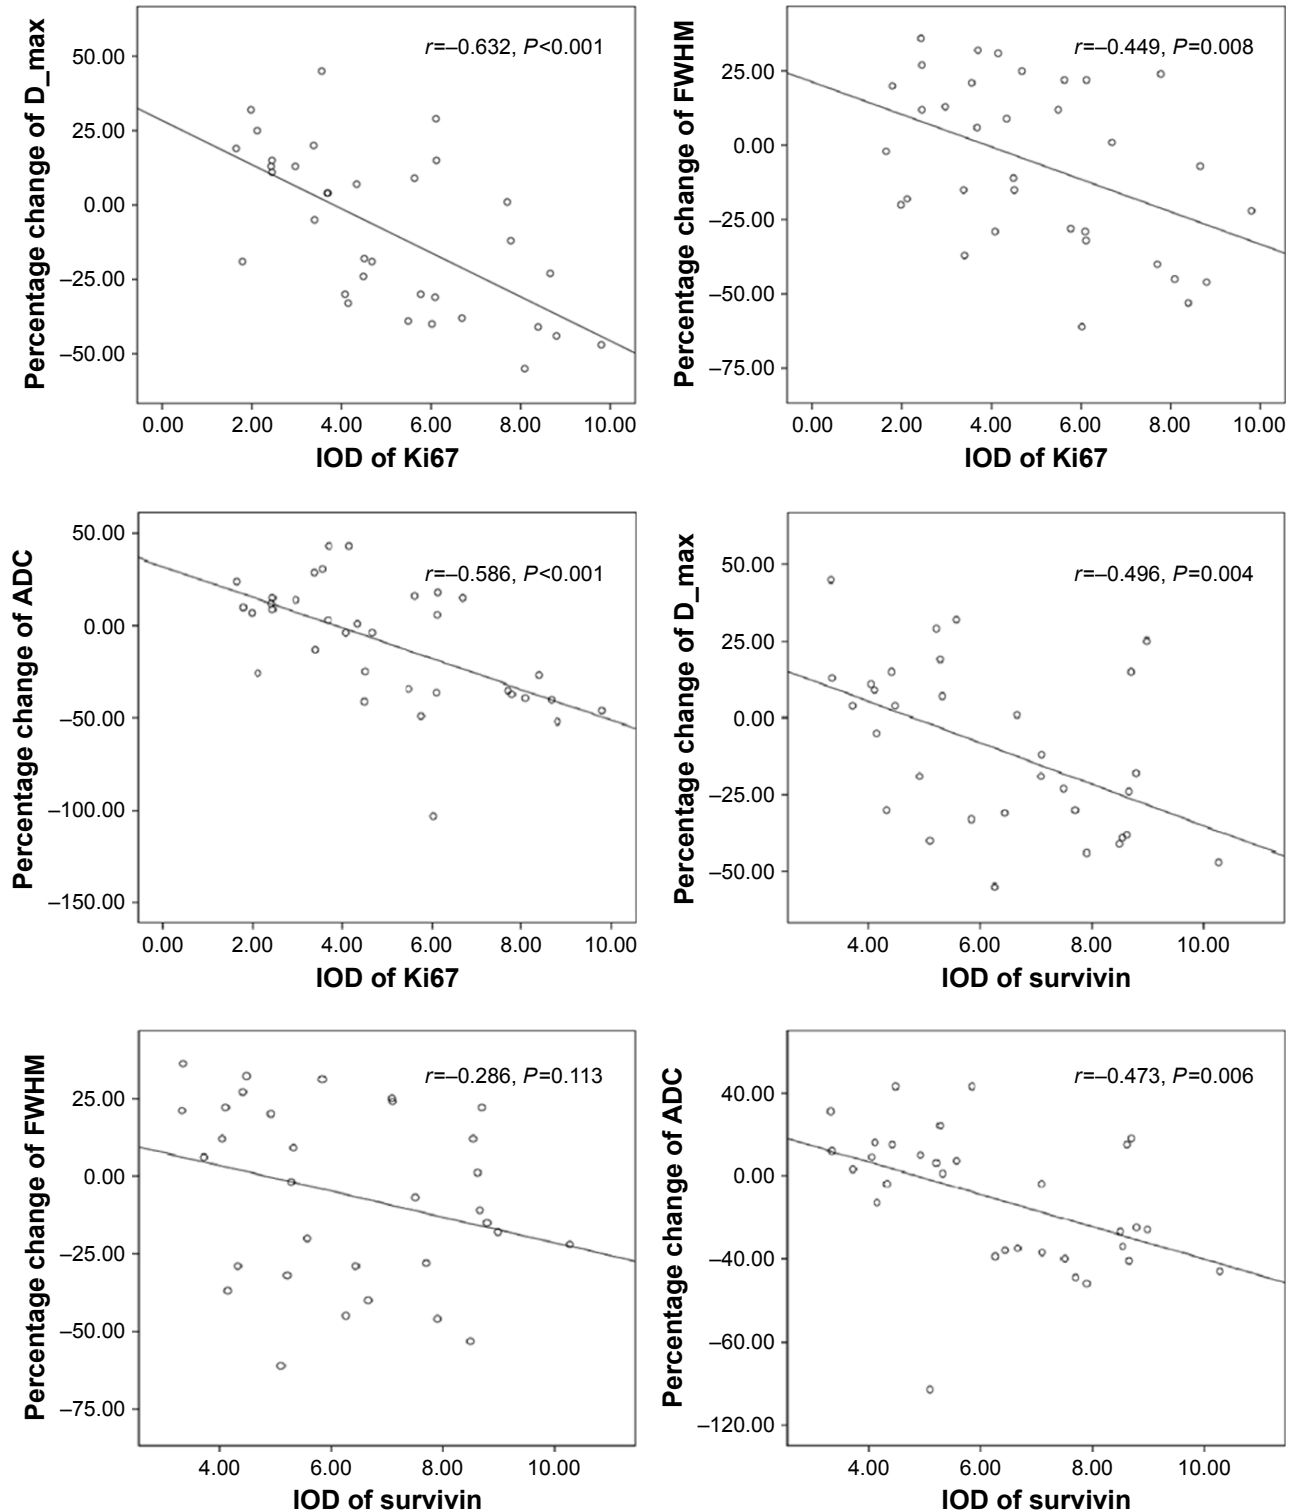 Percentage change of D_max
50.00
25.00
0.00
–25.00
–50.00
r=–0.632, P<0.001
0.00 2.00 4.00 6.00 8.00 10.00
IOD of Ki67
Percentage change of FWHM
25.00
0.00
–25.00
–50.00
–75.00
r=–0.449, P=0.008
0.00 2.00 4.00 6.00 8.00 10.00
IOD of Ki67
Percentage change of ADC
50.00
0.00
–50.00
–100.00
–150.00
r=–0.586, P<0.001
0.00 2.00 4.00 6.00 8.00 10.00
IOD of Ki67
Percentage change of D_max
50.00
25.00
0.00
–25.00
–50.00
r=–0.496, P=0.004
4.00 6.00 8.00 10.00
IOD of survivin
Percentage change of FWHM
25.00
0.00
–25.00
–50.00
–75.00
r=–0.286, P=0.113
4.00 6.00 8.00 10.00
IOD of survivin
Percentage change of ADC
40.00
0.00
–40.00
–60.00
–120.00
r=–0.473, P=0.006
4.00 6.00 8.00 10.00
IOD of survivin